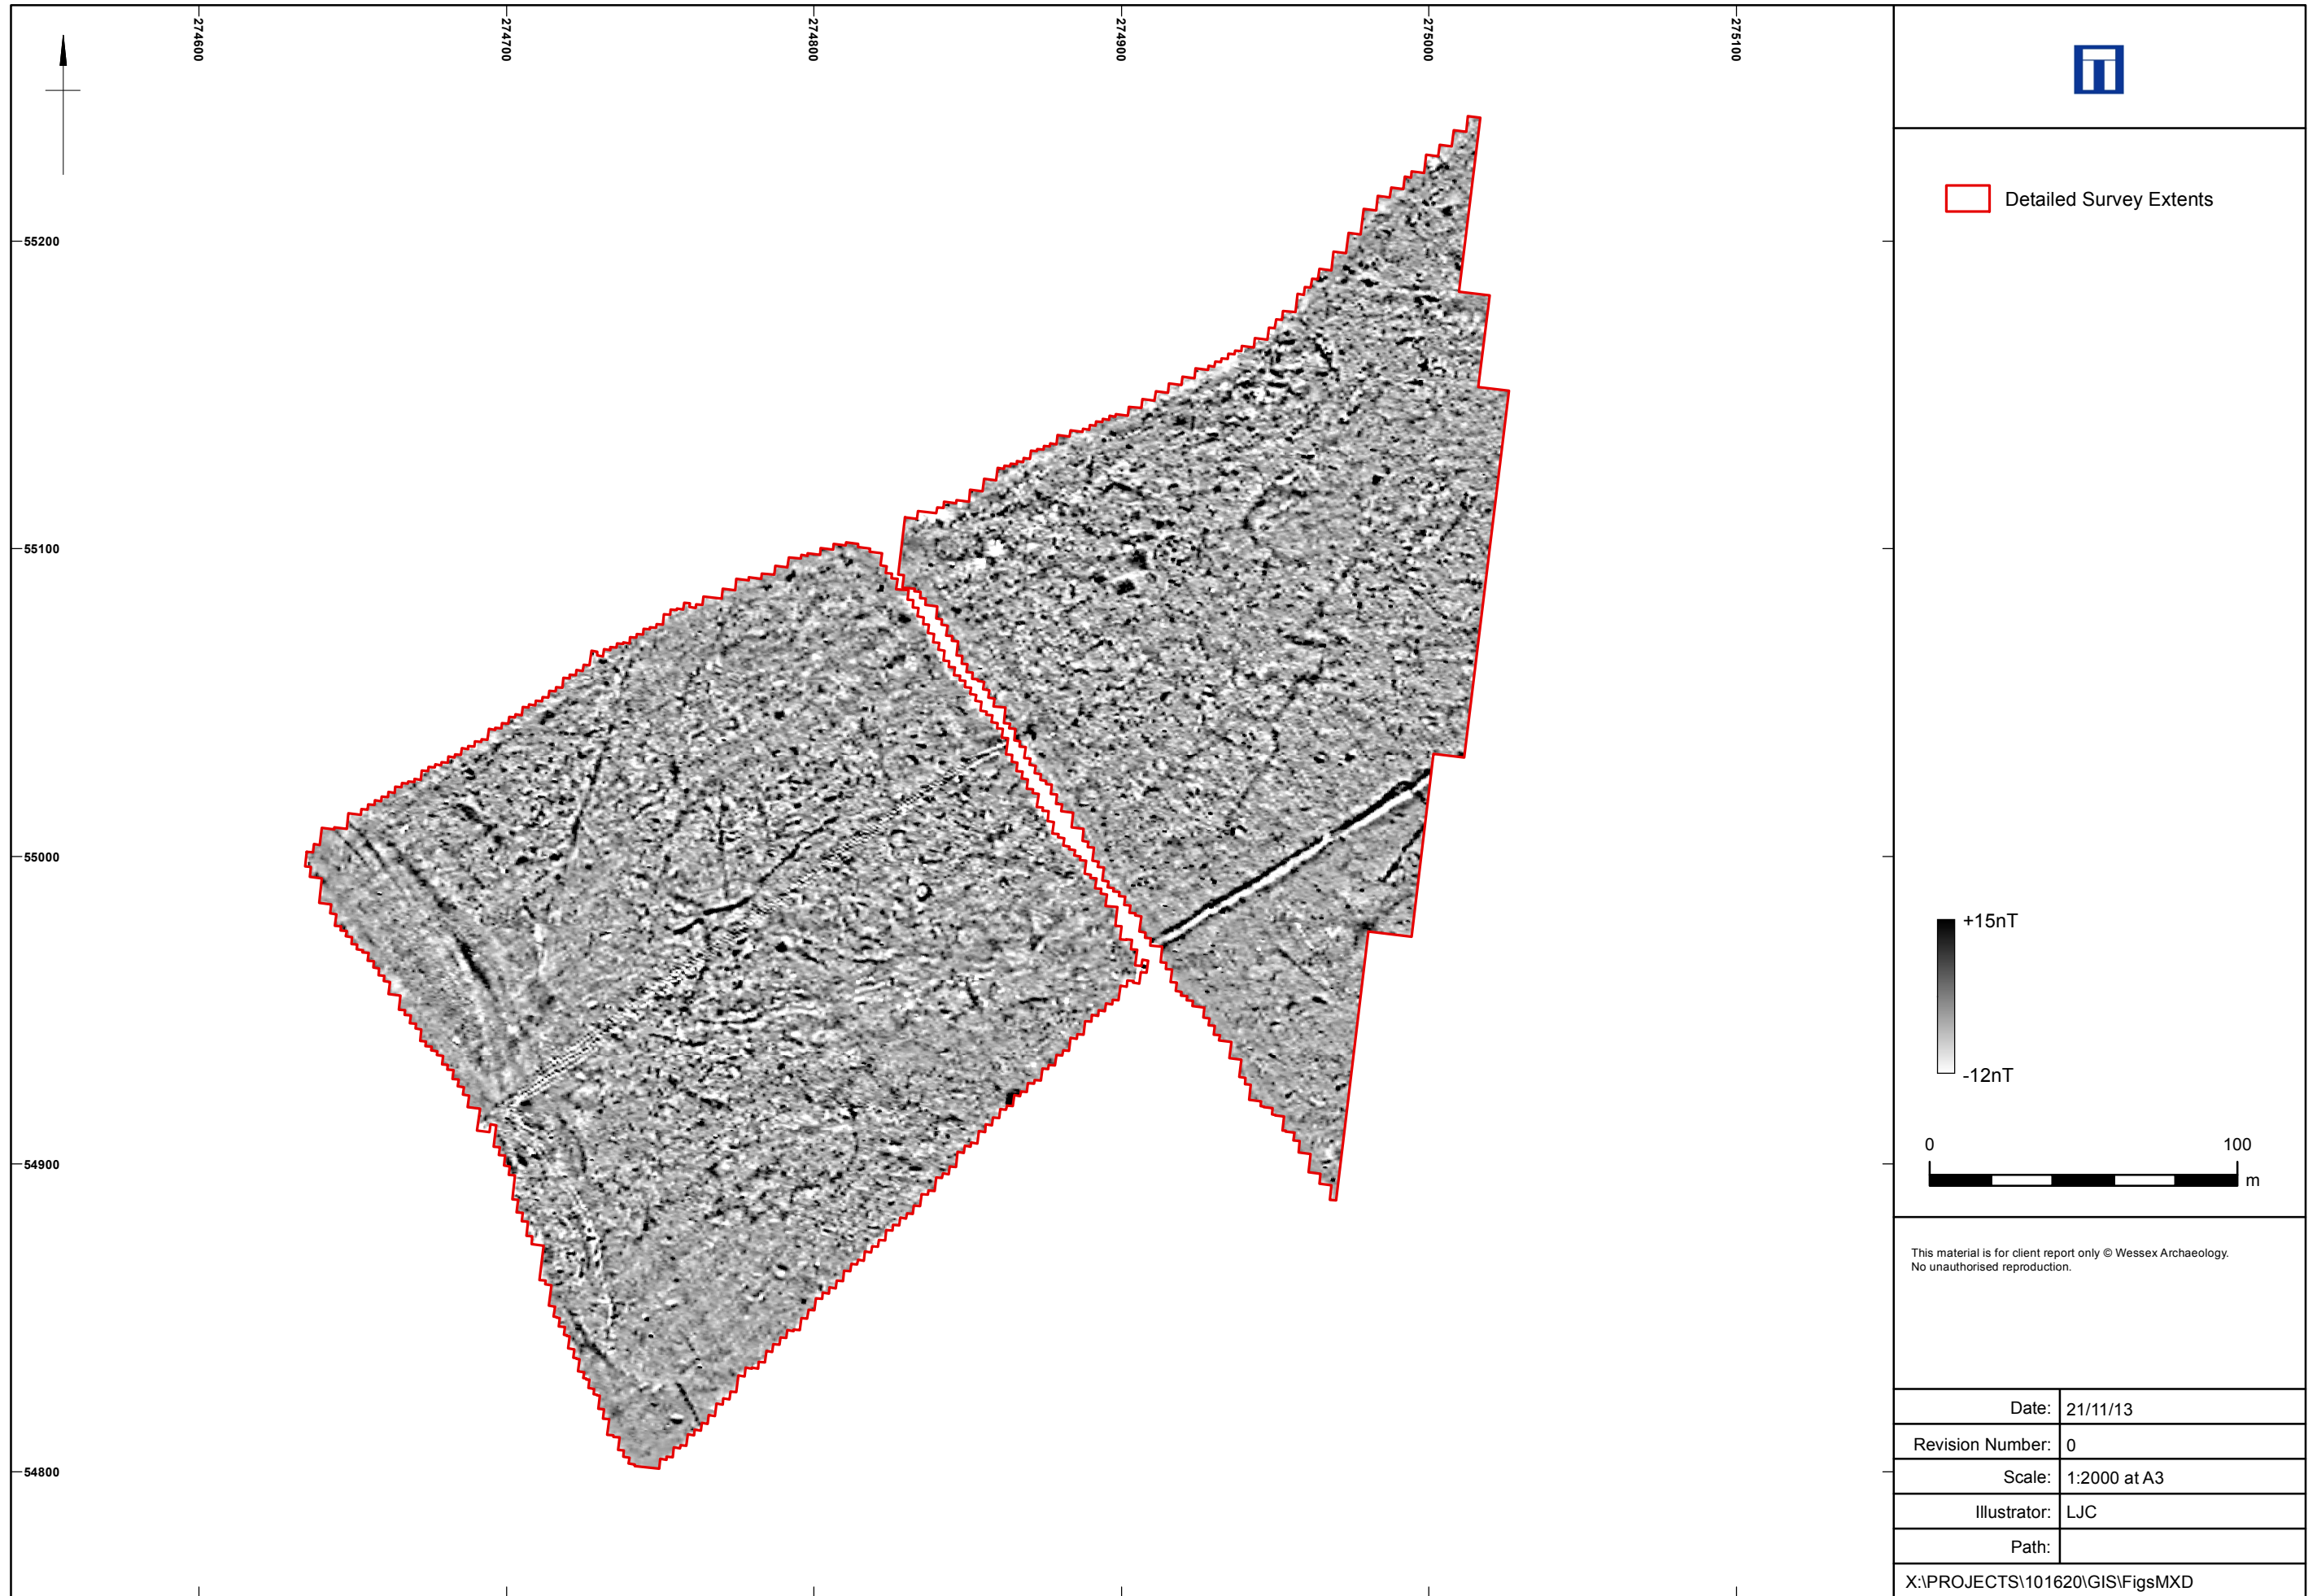 274600
274700
274800
274900
275000
275100
55200
55100
55000
54900
54800
Detailed Survey Extents
+15nT
-12nT
0
100
m
This material is for client report only © Wessex Archaeology.
No unauthorised reproduction.
Date: 21/11/13
Revision Number: 0
Scale: 1:2000 at A3
Illustrator: LJC
Path:
X:\PROJECTS\101620\GIS\FigsMXD